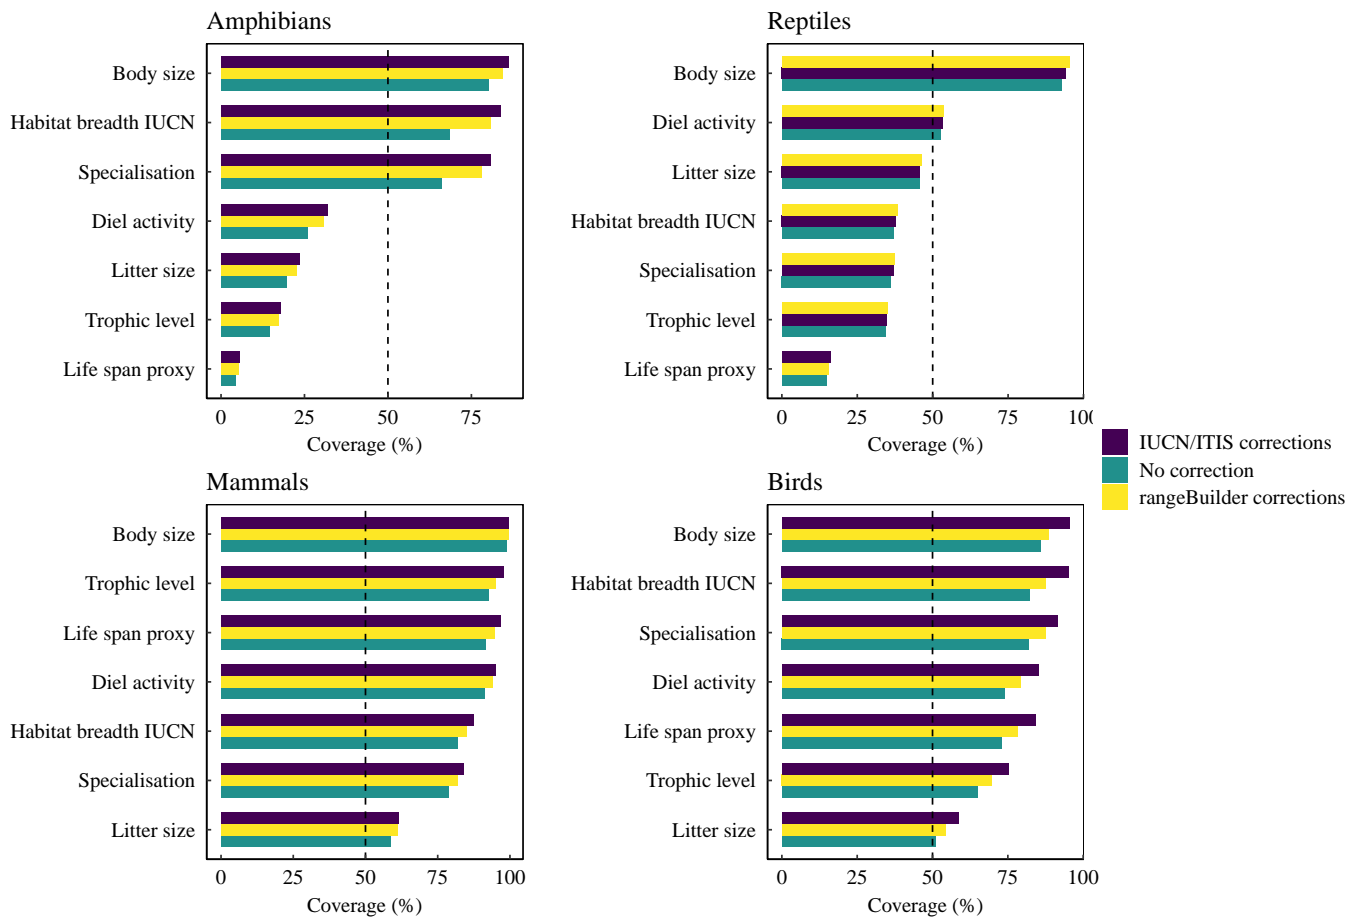 Amphibians
Body size
Habitat breadth IUCN
Specialisation
Diel activity
Litter size
Trophic level
Life span proxy
0 25 50 75
Coverage (%)
Reptiles
Body size
Diel activity
Litter size
Habitat breadth IUCN
Specialisation
Trophic level
Life span proxy
0 25 50 75 100
Coverage (%)
Mammals
Body size
Trophic level
Life span proxy
Diel activity
Habitat breadth IUCN
Specialisation
Litter size
0 25 50 75 100
Coverage (%)
Birds
Body size
Habitat breadth IUCN
Specialisation
Diel activity
Life span proxy
Trophic level
Litter size
0 25 50 75 100
Coverage (%)
IUCN/ITIS corrections
No correction
rangeBuilder corrections